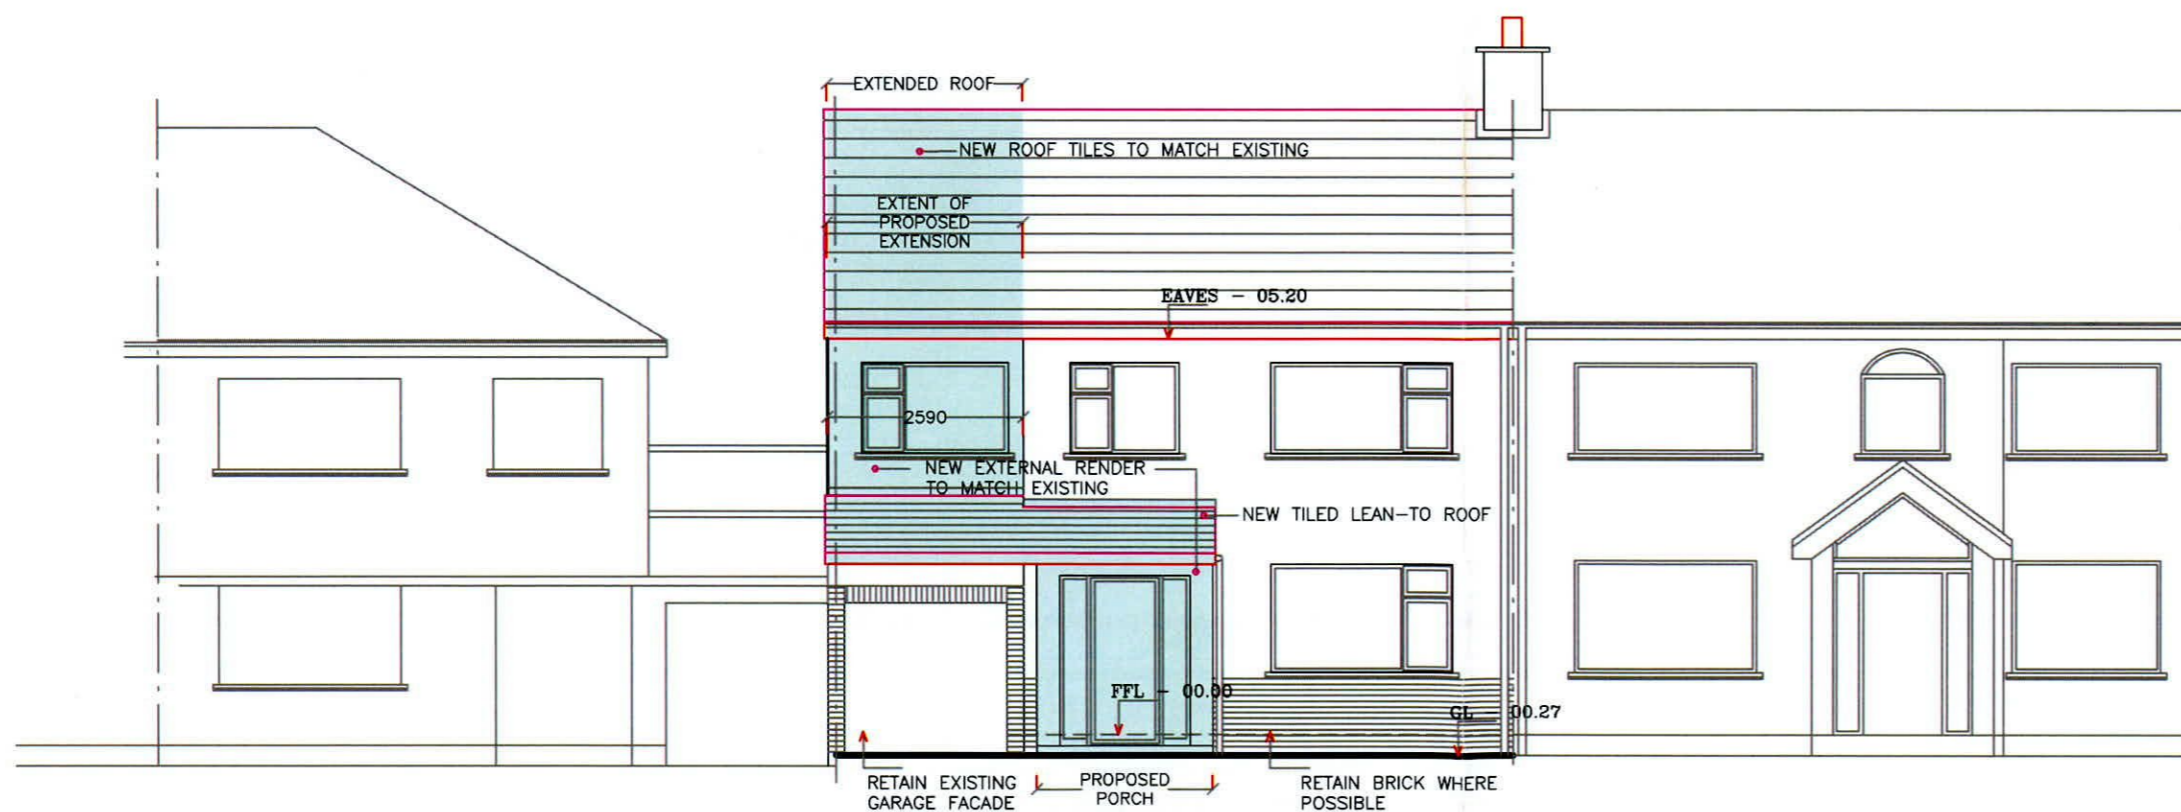 EXTENDED ROOF
NEW ROOF TILES TO MATCH EXISTING
EXTENT OF
PROPOSED
EXTENSION
EAVES - 05.20
2590
NEW EXTERNAL RENDER
TO MATCH EXISTING
NEW TILED LEAN-TO ROOF
FFL - 00.00
GL - 00.27
RETAIN EXISTING
GARAGE FACADE
PROPOSED
PORCH
RETAIN BRICK WHERE
POSSIBLE